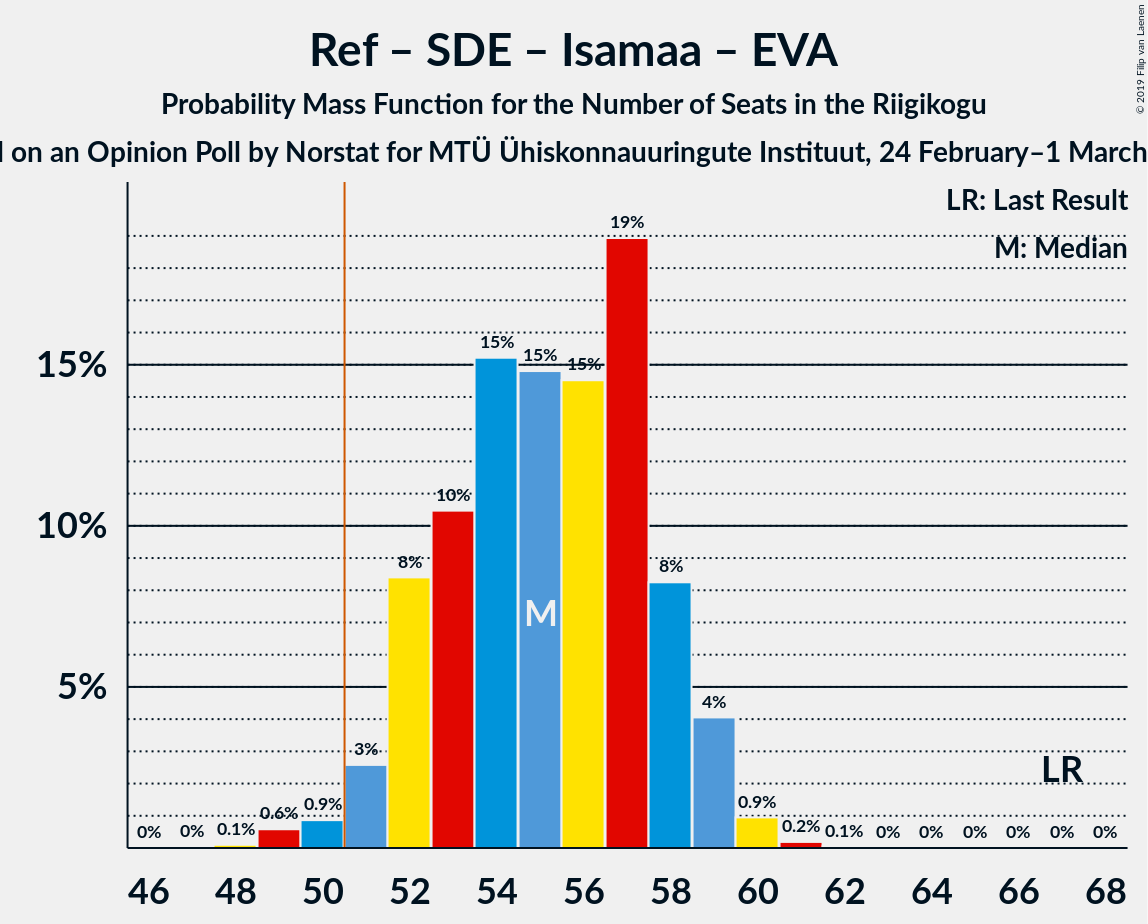 Ref – SDE – Isamaa – EVA
Probability Mass Function for the Number of Seats in the Riigikogu
on an Opinion Poll by Norstat for MTÜ Ühiskonnauuringute Instituut, 24 February–1 March
© 2019 Filip van Laenen
LR: Last Result
M: Median
15%
10%
5%
0% 0% 0.1% 0.6% 0.9% 3% 8% 10% 15% 15% 15% 19% 8% 4% 0.9% 0.2% 0.1% 0% 0% 0% 0% 0% 0%
M
LR
46 48 50 52 54 56 58 60 62 64 66 68